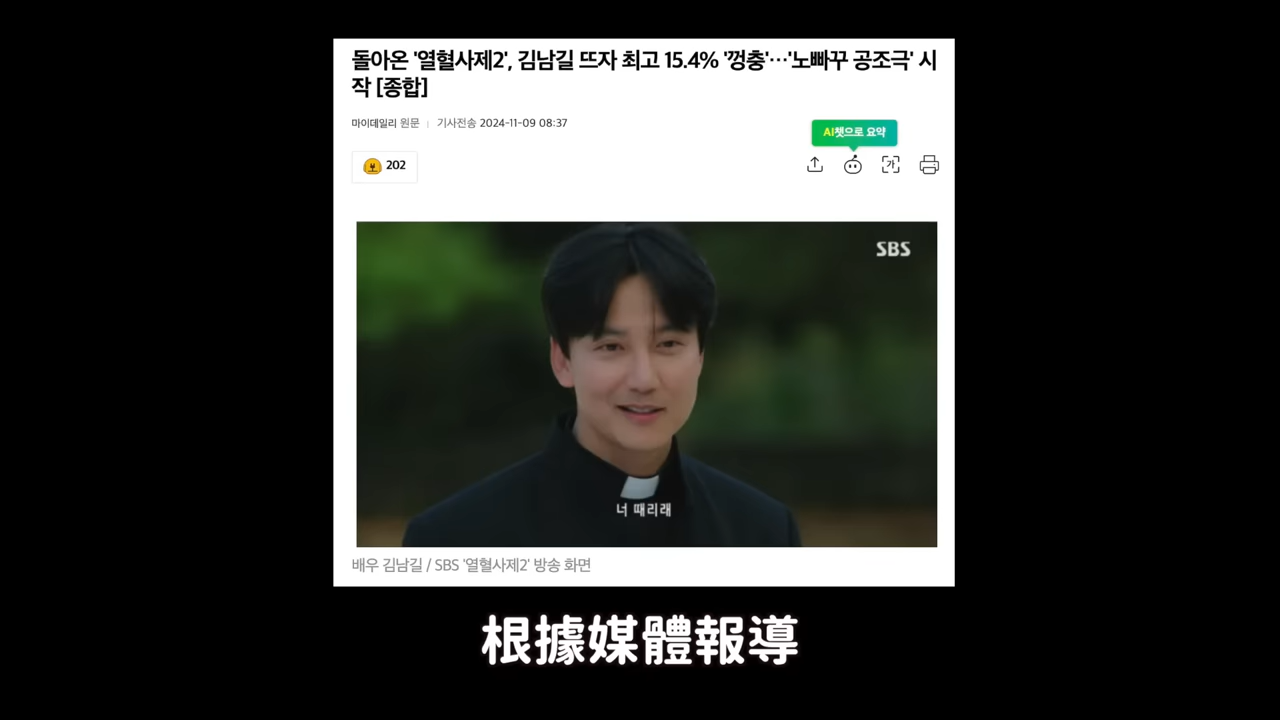 돌아온 '열혈사제2', 김남길 뜨자 최고 15.4% '껑충'…'노빠꾸 공조극' 시
작 [종합]
마이데일리 원문 | 기사전송 2024-11-09 08:37
AI챗으로 요약
202
가
SBS
너 때리래
배우 김남길 / SBS '열혈사제2' 방송 화면
根據媒體報導